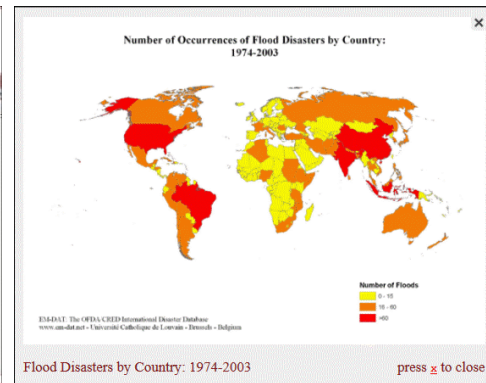 Number of Occurrences of Flood Disasters by Country:
1974-2003
Number of Floods
0 - 15
16 - 60
>60
EM-DAT: The OFDA/CRED International Disaster Database
www.em-dat.net - Université Catholique de Louvain - Brussels - Belgium
Flood Disasters by Country: 1974-2003
press x to close